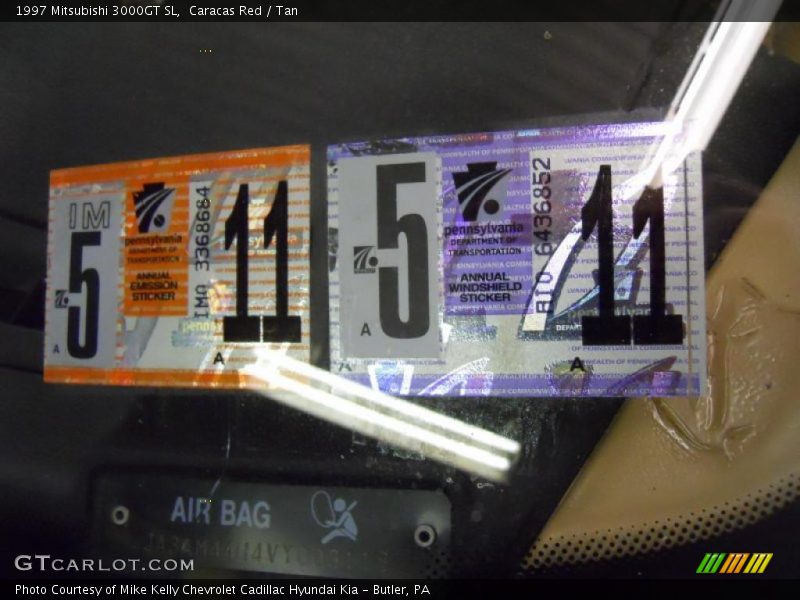 1997 Mitsubishi 3000GT SL,  Caracas Red / Tan
IM
5
A
pennsylvania
DEPARTMENT OF
TRANSPORTATION
ANNUAL
EMISSION
STICKER
IM0 3368684
11
A
5
A
pennsylvania
DEPARTMENT OF
TRANSPORTATION
ANNUAL
WINDSHIELD
STICKER
BIO 6436852
11
A
AIR BAG
GTCARLOT.COM
Photo Courtesy of Mike Kelly Chevrolet Cadillac Hyundai Kia - Butler, PA